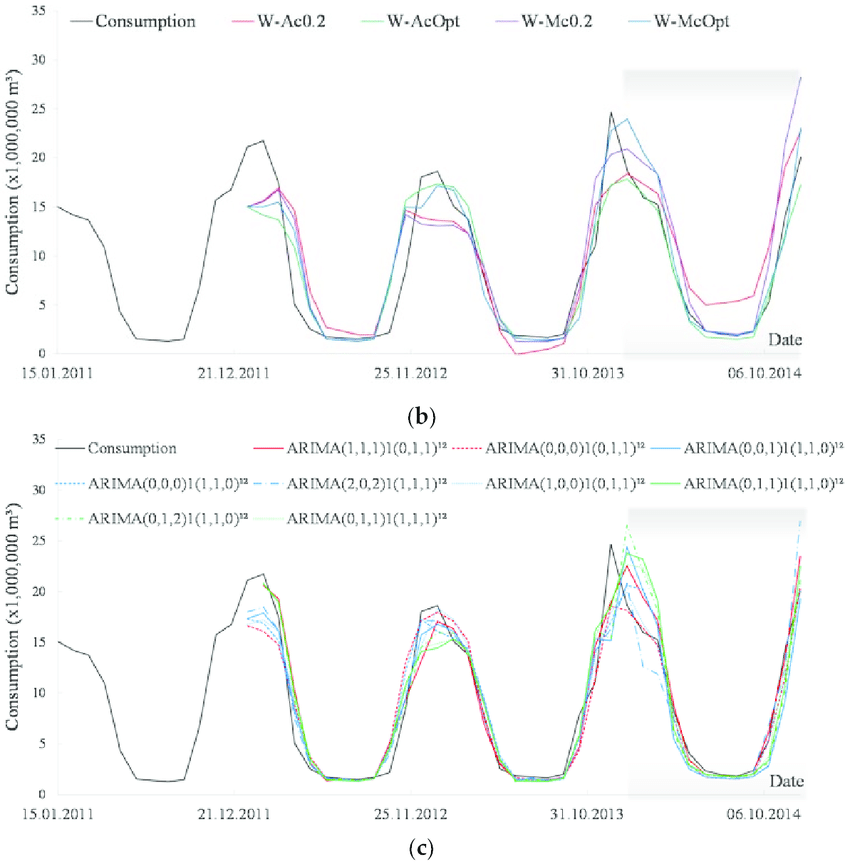 Consumption W-Ac0.2 W-AcOpt W-Mc0.2 W-McOpt
Consumption (x1,000,000 m³)
35
30
25
20
15
10
5
0
Date
15.01.2011 21.12.2011 25.11.2012 31.10.2013 06.10.2014
(b)
Consumption ARIMA(1,1,1)1(0,1,1)¹² ARIMA(0,0,0)1(0,1,1)¹² ARIMA(0,0,1)1(1,1,0)¹²
ARIMA(0,0,0)1(1,1,0)¹² ARIMA(2,0,2)1(1,1,1)¹² ARIMA(1,0,0)1(0,1,1)¹² ARIMA(0,1,1)1(1,1,0)¹²
ARIMA(0,1,2)1(1,1,0)¹² ARIMA(0,1,1)1(1,1,1)¹²
Consumption (x1,000,000 m³)
35
30
25
20
15
10
5
0
Date
15.01.2011 21.12.2011 25.11.2012 31.10.2013 06.10.2014
(c)